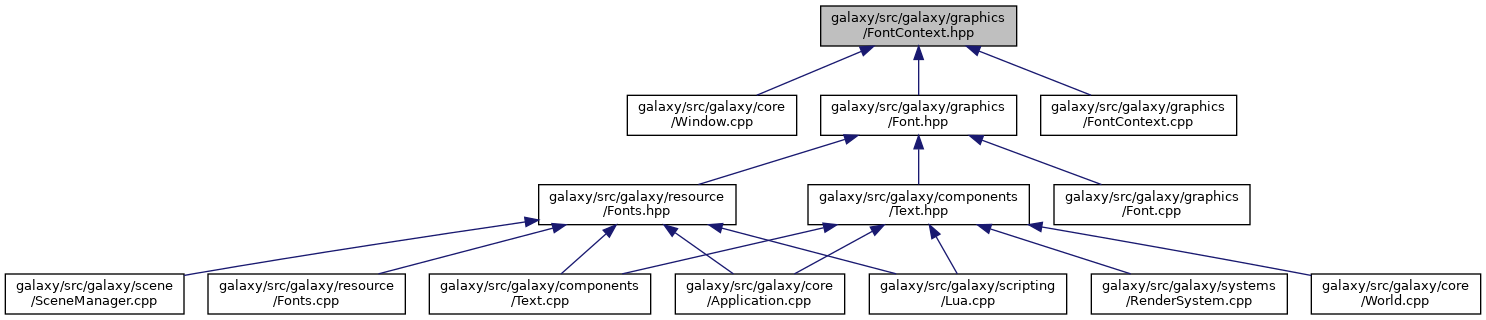 galaxy/src/galaxy/graphics
/FontContext.hpp
galaxy/src/galaxy/core
/Window.cpp
galaxy/src/galaxy/graphics
/Font.hpp
galaxy/src/galaxy/graphics
/FontContext.cpp
galaxy/src/galaxy/resource
/Fonts.hpp
galaxy/src/galaxy/components
/Text.hpp
galaxy/src/galaxy/graphics
/Font.cpp
galaxy/src/galaxy/scene
/SceneManager.cpp
galaxy/src/galaxy/resource
/Fonts.cpp
galaxy/src/galaxy/components
/Text.cpp
galaxy/src/galaxy/core
/Application.cpp
galaxy/src/galaxy/scripting
/Lua.cpp
galaxy/src/galaxy/systems
/RenderSystem.cpp
galaxy/src/galaxy/core
/World.cpp